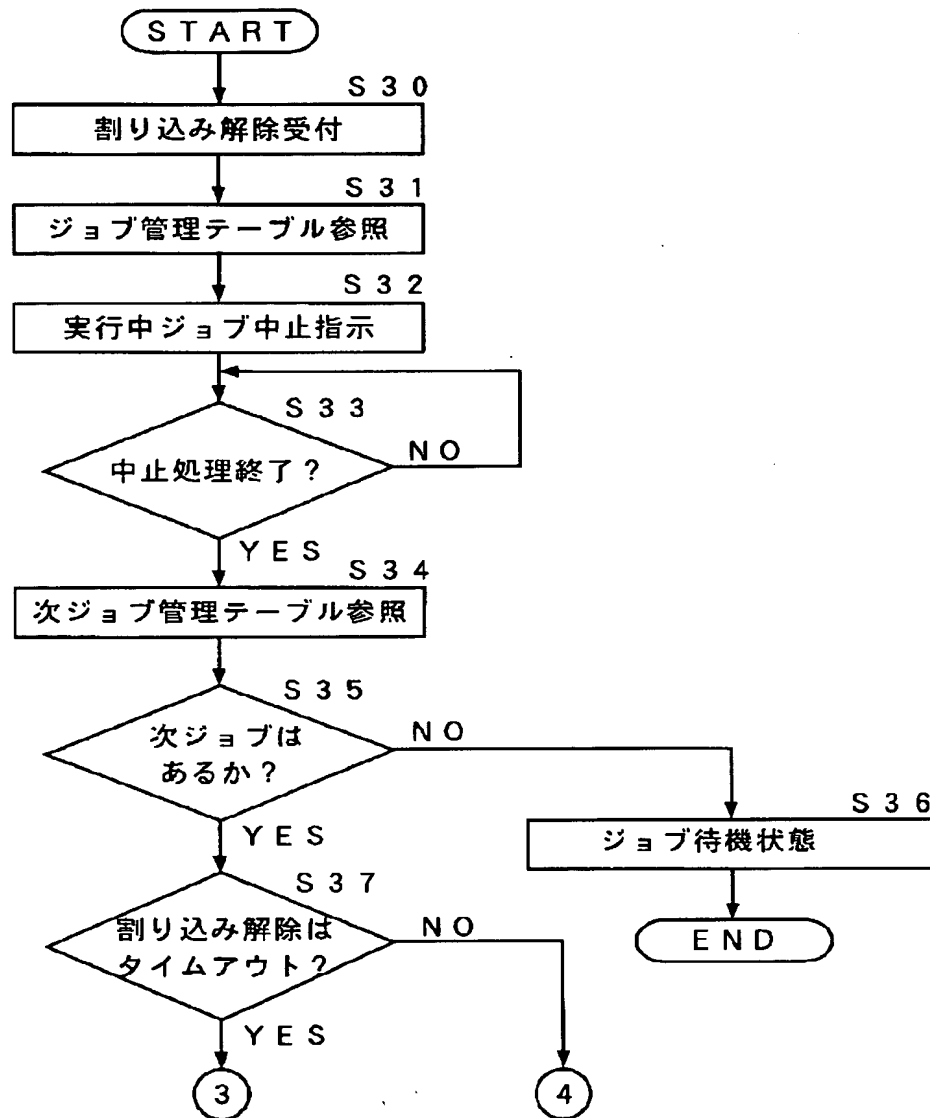 START
S30
割り込み解除受付
S31
ジョブ管理テーブル参照
S32
実行中ジョブ中止指示
S33
中止処理終了？
NO
YES
S34
次ジョブ管理テーブル参照
S35
次ジョブは
あるか？
NO
YES
S36
ジョブ待機状態
END
S37
割り込み解除は
タイムアウト？
NO
YES
3
4